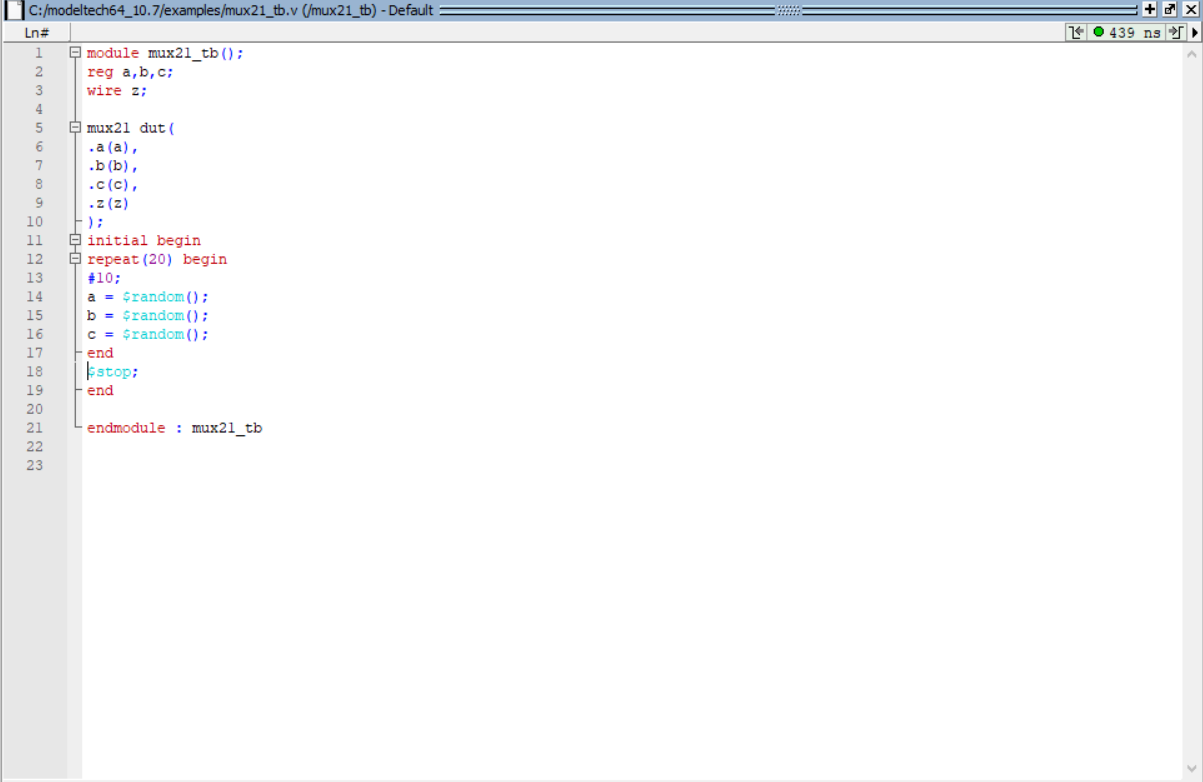 C:/modeltech64_10.7/examples/mux21_tb.v (/mux21_tb) - Default
Ln#
439 ns
1 module mux21_tb();
2 reg a,b,c;
3 wire z;
4
5 mux21 dut(
6 .a(a),
7 .b(b),
8 .c(c),
9 .z(z)
10 );
11 initial begin
12 repeat(20) begin
13 #10;
14 a = $random();
15 b = $random();
16 c = $random();
17 end
18 $stop;
19 end
20
21 endmodule : mux21_tb
22
23